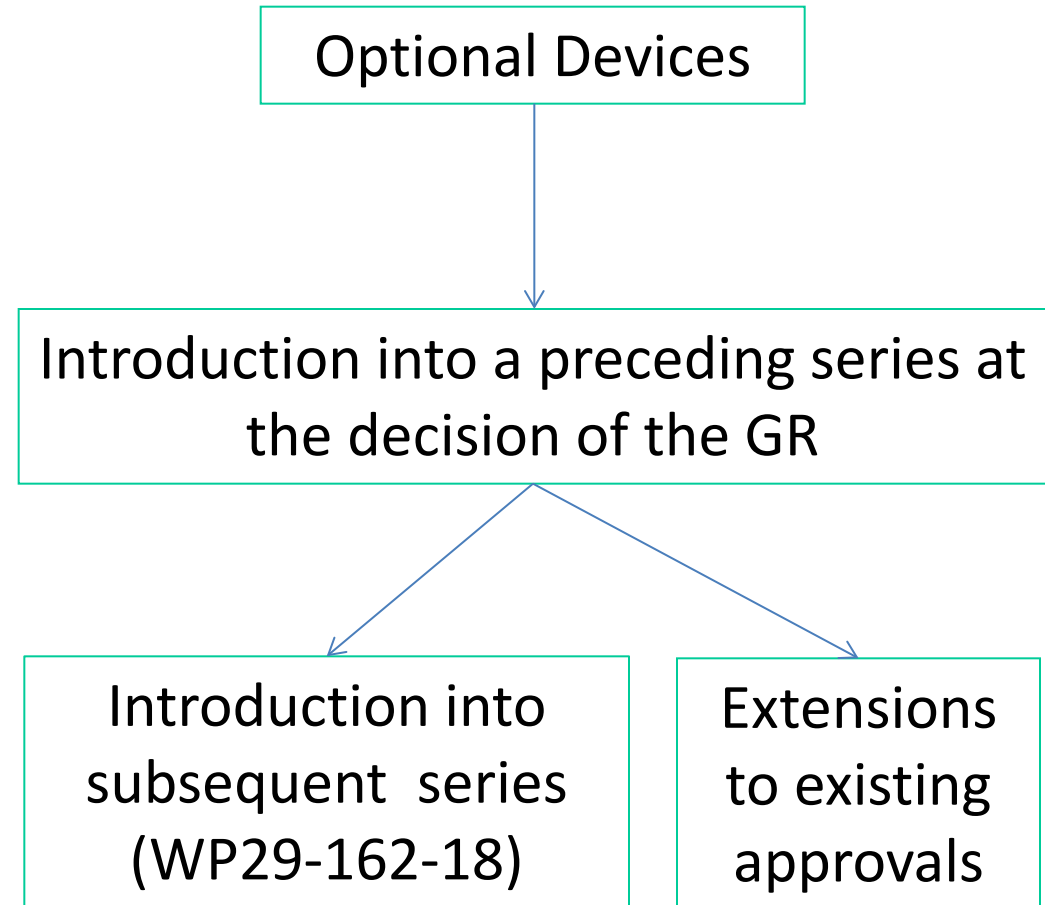 Optional Devices
Introduction into a preceding series at
the decision of the GR
Introduction into
subsequent  series
(WP29-162-18)
Extensions
to existing
approvals